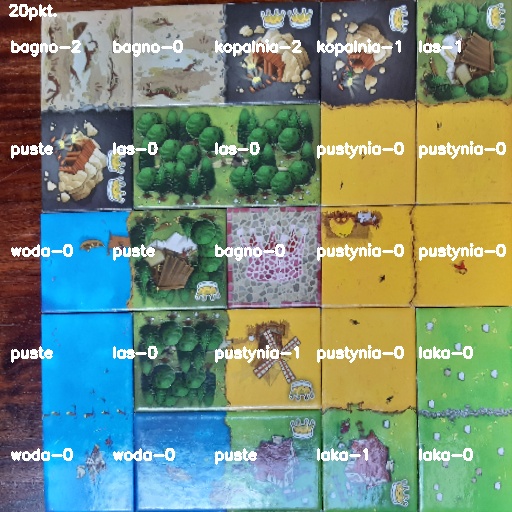 20pkt.
bagno-2 bagno-0 kopalnia-2 kopalnia-1 las-1
puste las-0 las-0 pustynia-0 pustynia-0
woda-0 puste bagno-0 pustynia-0 pustynia-0
puste las-0 pustynia-1 pustynia-0 laka-0
woda-0 woda-0 puste laka-1 laka-0